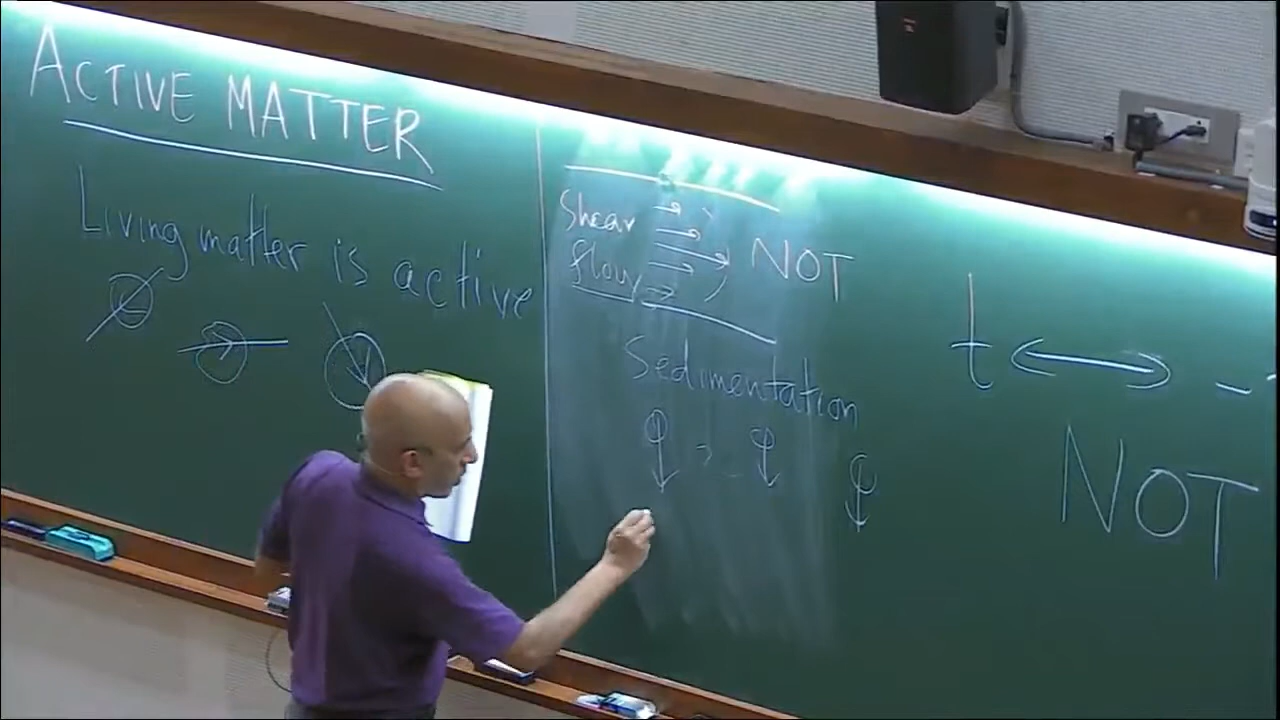 ACTIVE MATTER
Living matter is active
Shear
flow
NOT
Sedimentation
t ⟷ -
NOT